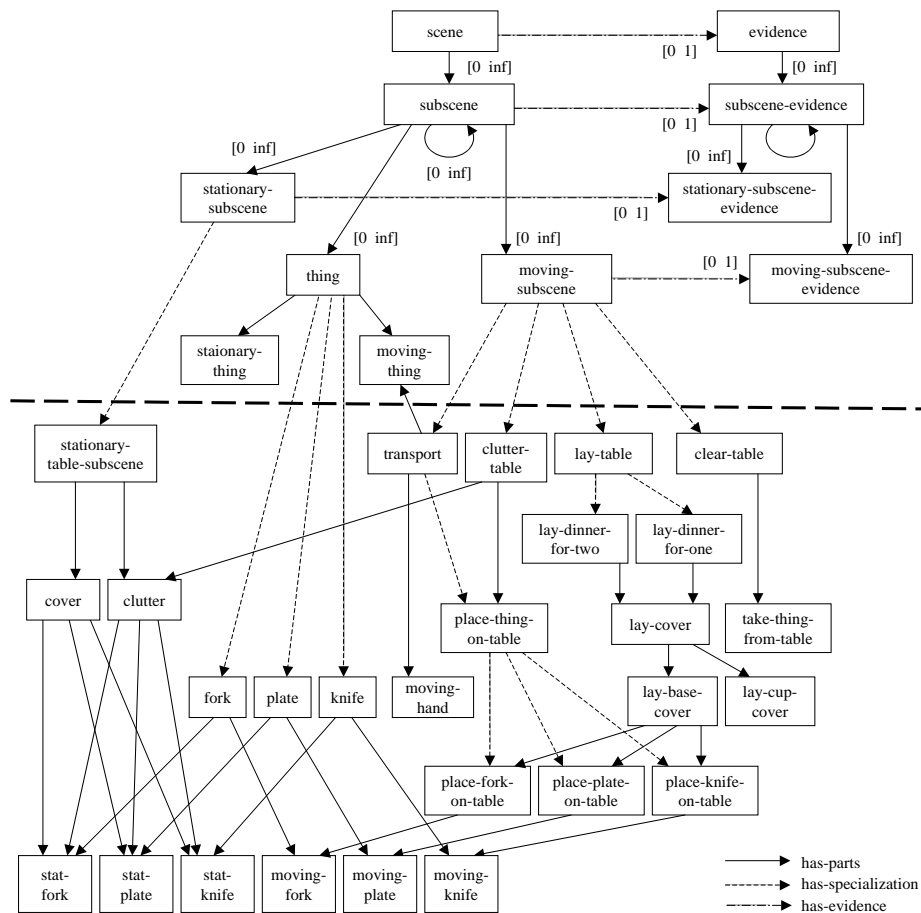 scene
evidence
[0 1]
[0 inf]
[0 inf]
subscene
subscene-evidence
[0 1]
[0 inf]
[0 inf]
[0 inf]
stationary-
subscene
stationary-subscene-
evidence
[0 1]
[0 inf]
[0 inf]
[0 inf]
thing
moving-
subscene
[0 1]
moving-subscene-
evidence
staionary-
thing
moving-
thing
stationary-
table-subscene
transport
clutter-
table
lay-table
clear-table
lay-dinner-
for-two
lay-dinner-
for-one
cover
clutter
place-thing-
on-table
lay-cover
take-thing-
from-table
fork
plate
knife
moving-
hand
lay-base-
cover
lay-cup-
cover
place-fork-
on-table
place-plate-
on-table
place-knife-
on-table
stat-
fork
stat-
plate
stat-
knife
moving-
fork
moving-
plate
moving-
knife
has-parts
has-specialization
has-evidence